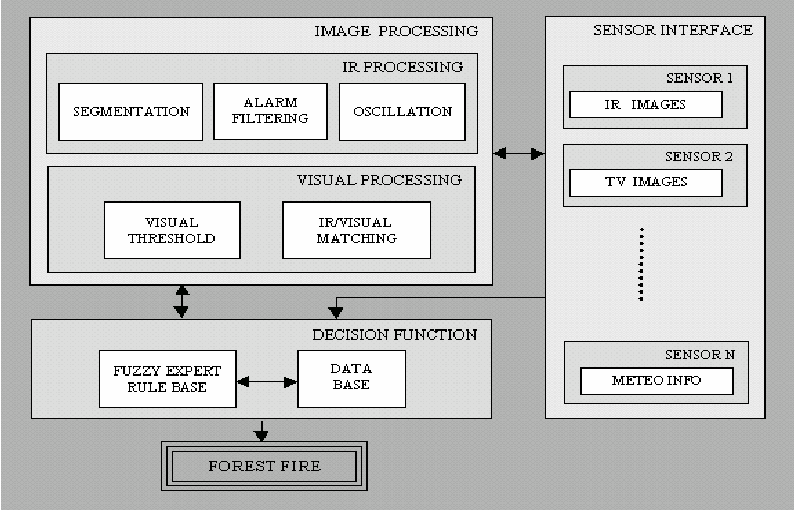 IMAGE PROCESSING
IR PROCESSING
SEGMENTATION
ALARM
FILTERING
OSCILLATION
VISUAL PROCESSING
VISUAL
THRESHOLD
IR/VISUAL
MATCHING
SENSOR INTERFACE
SENSOR 1
IR IMAGES
SENSOR 2
TV IMAGES
SENSOR N
METEO INFO
DECISION FUNCTION
FUZZY EXPERT
RULE BASE
DATA
BASE
FOREST FIRE